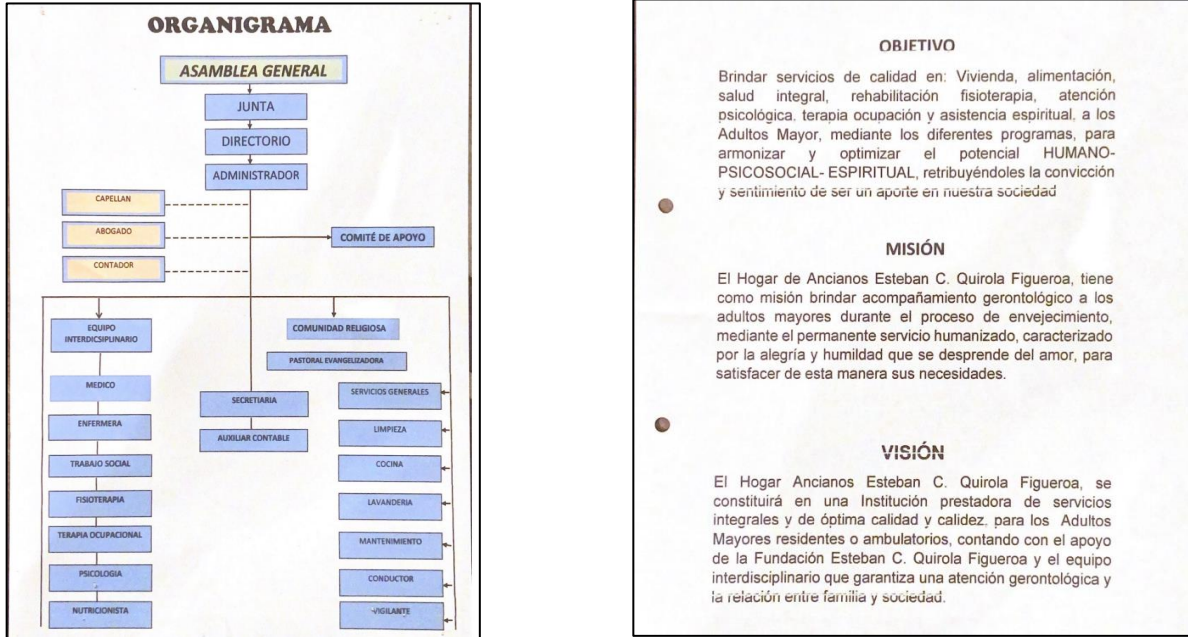 ORGANIGRAMA
ASAMBLEA GENERAL
JUNTA
DIRECTORIO
ADMINISTRADOR
CAPELLAN
ABOGADO
COMITÉ DE APOYO
CONTADOR
EQUIPO
INTERDICSIPLINARIO
COMUNIDAD RELIGIOSA
PASTORAL EVANGELIZADORA
MEDICO
ENFERMERA
TRABAJO SOCIAL
FISIOTERAPIA
TERAPIA OCUPACIONAL
PSICOLOGIA
NUTRICIONISTA
SECRETARIA
AUXILIAR CONTABLE
SERVICIOS GENERALES
LIMPIEZA
COCINA
LAVANDERIA
MANTENIMIENTO
CONDUCTOR
VIGILANTE
OBJETIVO
Brindar servicios de calidad en: Vivienda, alimentación,
salud integral, rehabilitación fisioterapia, atención
psicológica, terapia ocupación y asistencia espiritual, a los
Adultos Mayor, mediante los diferentes programas, para
armonizar y optimizar el potencial HUMANO-
PSICOSOCIAL- ESPIRITUAL, retribuyéndoles la convicción
y sentimiento de ser un aporte en nuestra sociedad
MISIÓN
El Hogar de Ancianos Esteban C. Quirola Figueroa, tiene
como misión brindar acompañamiento gerontológico a los
adultos mayores durante el proceso de envejecimiento,
mediante el permanente servicio humanizado, caracterizado
por la alegría y humildad que se desprende del amor, para
satisfacer de esta manera sus necesidades.
VISIÓN
El Hogar Ancianos Esteban C. Quirola Figueroa, se
constituirá en una Institución prestadora de servicios
integrales y de óptima calidad y calidez, para los Adultos
Mayores residentes o ambulatorios, contando con el apoyo
de la Fundación Esteban C. Quirola Figueroa y el equipo
interdisciplinario que garantiza una atención gerontológica y
la relación entre familia y sociedad.